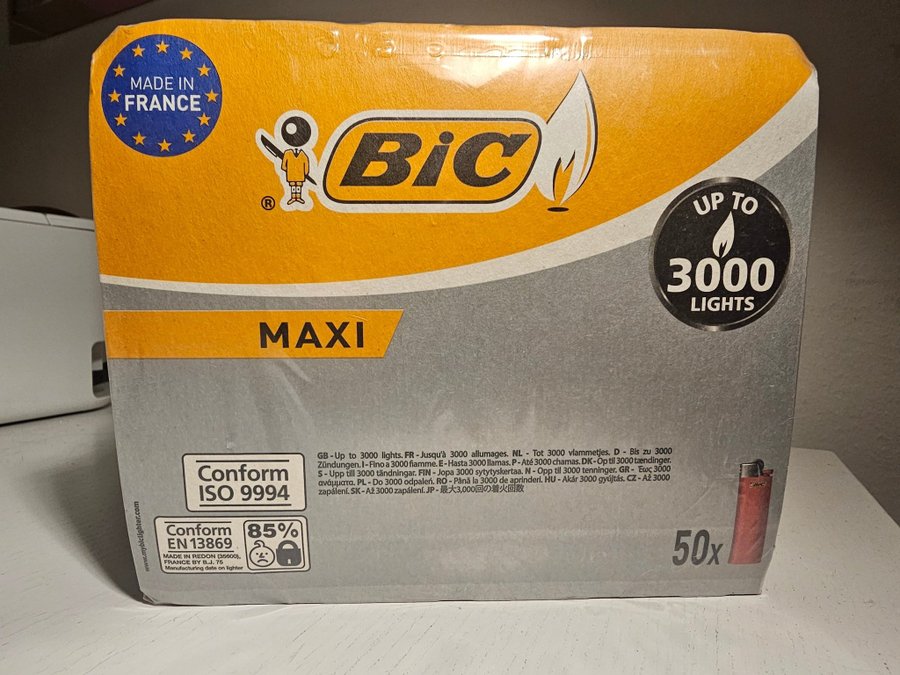 MADE IN
FRANCE
BiC
®
UP TO
3000
LIGHTS
MAXI
GB - Up to 3000 lights. FR - Jusqu'à 3000 allumages. NL - Tot 3000 vlammetjes. D - Bis zu 3000
Zündungen. I - Fino a 3000 fiamme. E - Hasta 3000 llamas. P - Até 3000 chamas. DK - Op til 3000 tændinger.
S - Upp till 3000 tändningar. FIN - Jopa 3000 sytytyskertaa. N - Opp til 3000 tenninger. GR - Έως 3000
ανάμματα. PL - Do 3000 odpaleń. RO - Până la 3000 de aprinderi. HU - Akár 3000 gyújtás. CZ - Až 3000
zapálení. SK - Až 3000 zapálení. JP - 最大3,000回の着火回数
Conform
ISO 9994
Conform
EN 13869
85%
MADE IN REDON (35600),
FRANCE BY B.J. 75
Manufacturing date on lighter
www.mybiclighter.com
50x
BiC